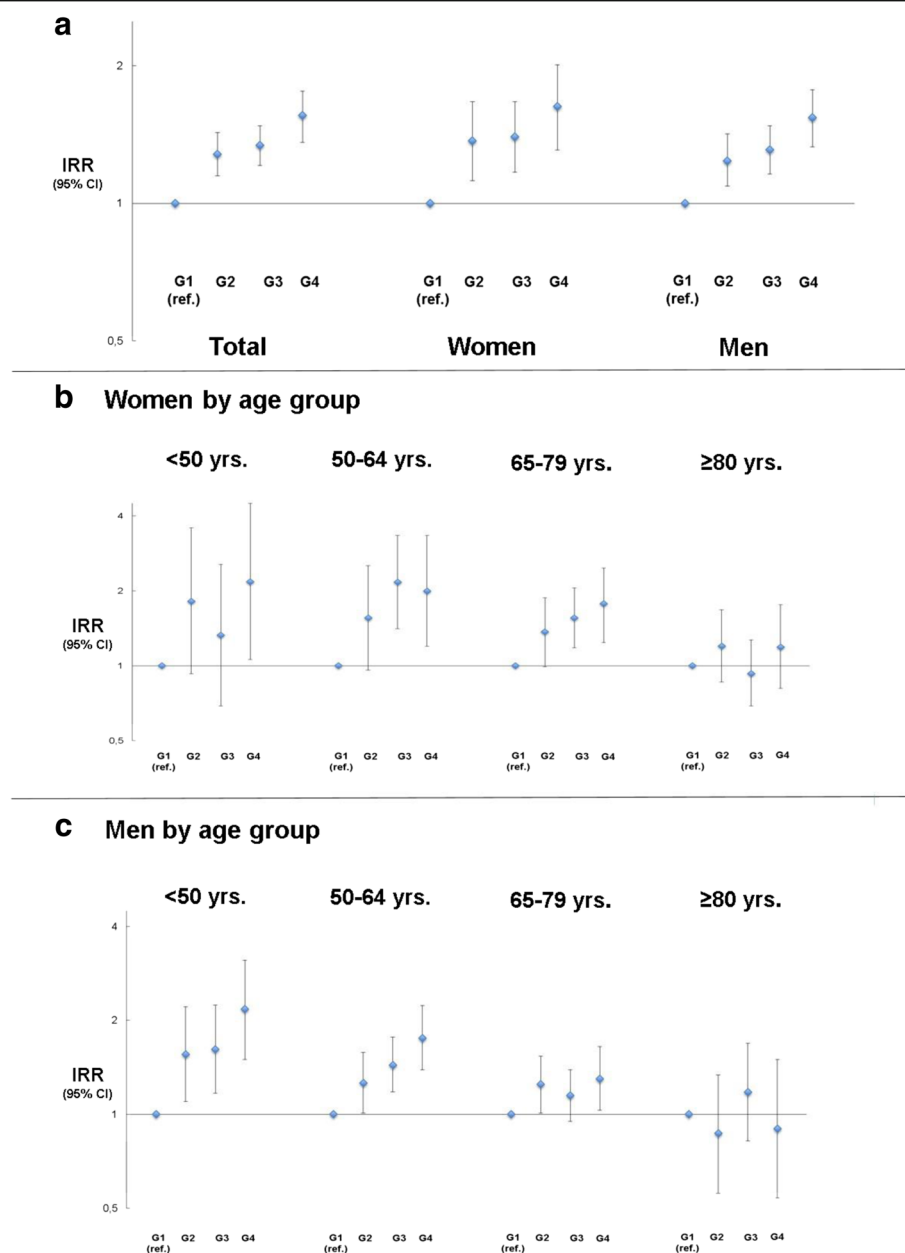 a
2
IRR
(95% CI)
1
G1 G2 G3 G4 G1 G2 G3 G4 G1 G2 G3 G4
(ref.) (ref.) (ref.)
0,5
Total Women Men
b Women by age group
<50 yrs. 50-64 yrs. 65-79 yrs. ≥80 yrs.
4
2
IRR
(95% CI)
1
0,5
G1 G2 G3 G4 G1 G2 G3 G4 G1 G2 G3 G4 G1 G2 G3 G4
(ref.) (ref.) (ref.) (ref.)
c Men by age group
<50 yrs. 50-64 yrs. 65-79 yrs. ≥80 yrs.
4
2
IRR
(95% CI)
1
0,5
G1 G2 G3 G4 G1 G2 G3 G4 G1 G2 G3 G4 G1 G2 G3 G4
(ref.) (ref.) (ref.) (ref.)